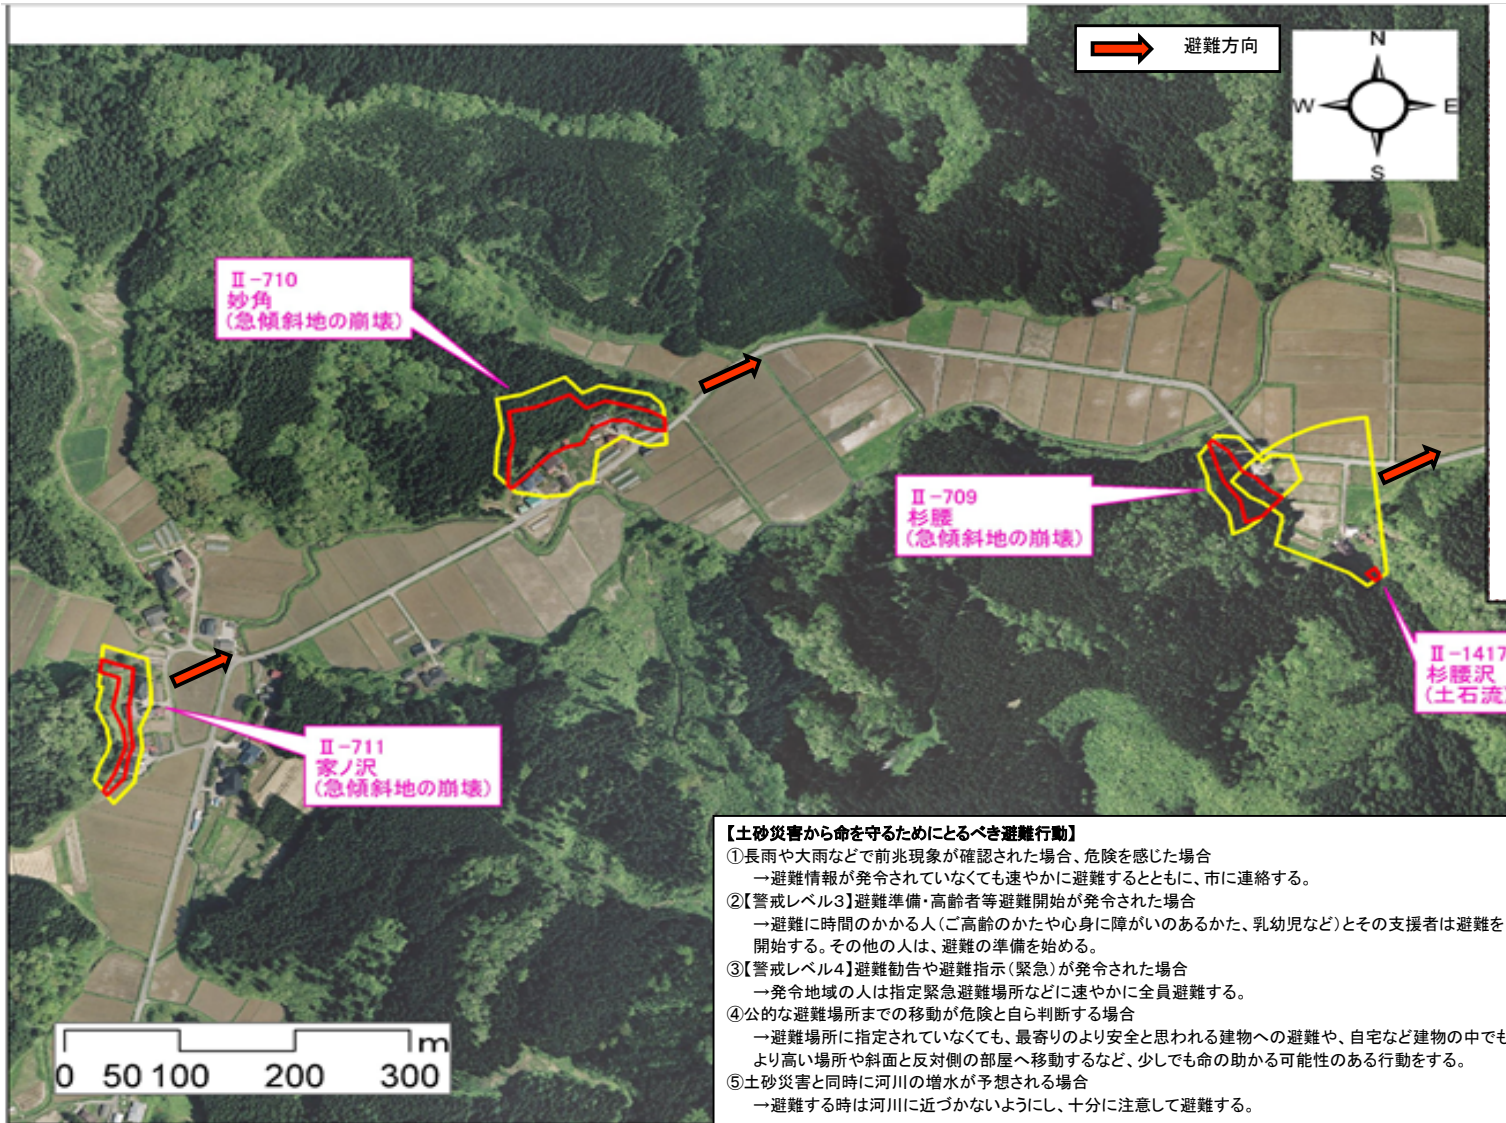 避難方向
N
W
E
S
Ⅱ-710
妙角
(急傾斜地の崩壊)
Ⅱ-709
杉腰
(急傾斜地の崩壊)
Ⅱ-1417
杉腰沢
(土石流)
Ⅱ-711
家ノ沢
(急傾斜地の崩壊)
【土砂災害から命を守るためにとるべき避難行動】
①長雨や大雨などで前兆現象が確認された場合、危険を感じた場合
→避難情報が発令されていなくても速やかに避難するとともに、市に連絡する。
②【警戒レベル3】避難準備・高齢者等避難開始が発令された場合
→避難に時間のかかる人(ご高齢のかたや心身に障がいのあるかた、乳幼児など)とその支援者は避難を
開始する。その他の人は、避難の準備を始める。
③【警戒レベル4】避難勧告や避難指示(緊急)が発令された場合
→発令地域の人は指定緊急避難場所などに速やかに全員避難する。
④公的な避難場所までの移動が危険と自ら判断する場合
→避難場所に指定されていなくても、最寄りのより安全と思われる建物への避難や、自宅など建物の中でも
より高い場所や斜面と反対側の部屋へ移動するなど、少しでも命の助かる可能性のある行動をする。
⑤土砂災害と同時に河川の増水が予想される場合
→避難する時は河川に近づかないようにし、十分に注意して避難する。
m
0 50 100 200 300